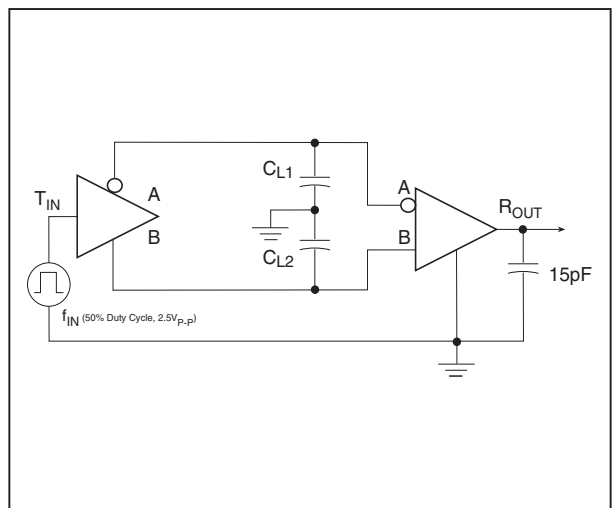 T_IN
A
B
C_L1
C_L2
A
B
R_OUT
15pF
f_IN (50% Duty Cycle, 2.5V_P-P)